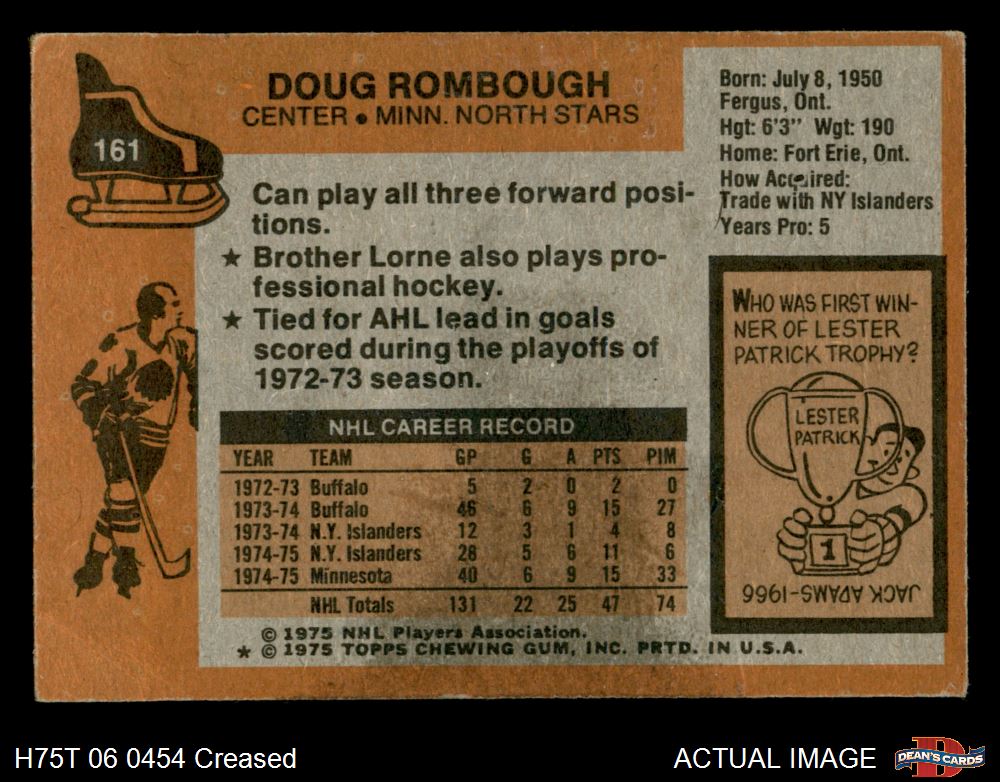 161
DOUG ROMBOUGH
CENTER • MINN. NORTH STARS
Born: July 8, 1950
Fergus, Ont.
Hgt: 6'3" Wgt: 190
Home: Fort Erie, Ont.
How Acquired:
Trade with NY Islanders
Years Pro: 5
Can play all three forward posi-
tions.
★ Brother Lorne also plays pro-
fessional hockey.
★ Tied for AHL lead in goals
scored during the playoffs of
1972-73 season.
NHL CAREER RECORD
YEAR TEAM GP G A PTS PIM
1972-73 Buffalo 5 2 0 2 0
1973-74 Buffalo 46 6 9 15 27
1973-74 N.Y. Islanders 12 3 1 4 8
1974-75 N.Y. Islanders 28 5 6 11 6
1974-75 Minnesota 40 6 9 15 33
NHL Totals 131 22 25 47 74
© 1975 NHL Players Association.
★ © 1975 TOPPS CHEWING GUM, INC. PRTD. IN U.S.A.
WHO WAS FIRST WIN-
NER OF LESTER
PATRICK TROPHY?
LESTER
PATRICK
1
JACK ADAMS-1966
H75T 06 0454 Creased
ACTUAL IMAGE
D
DEAN'S CARDS